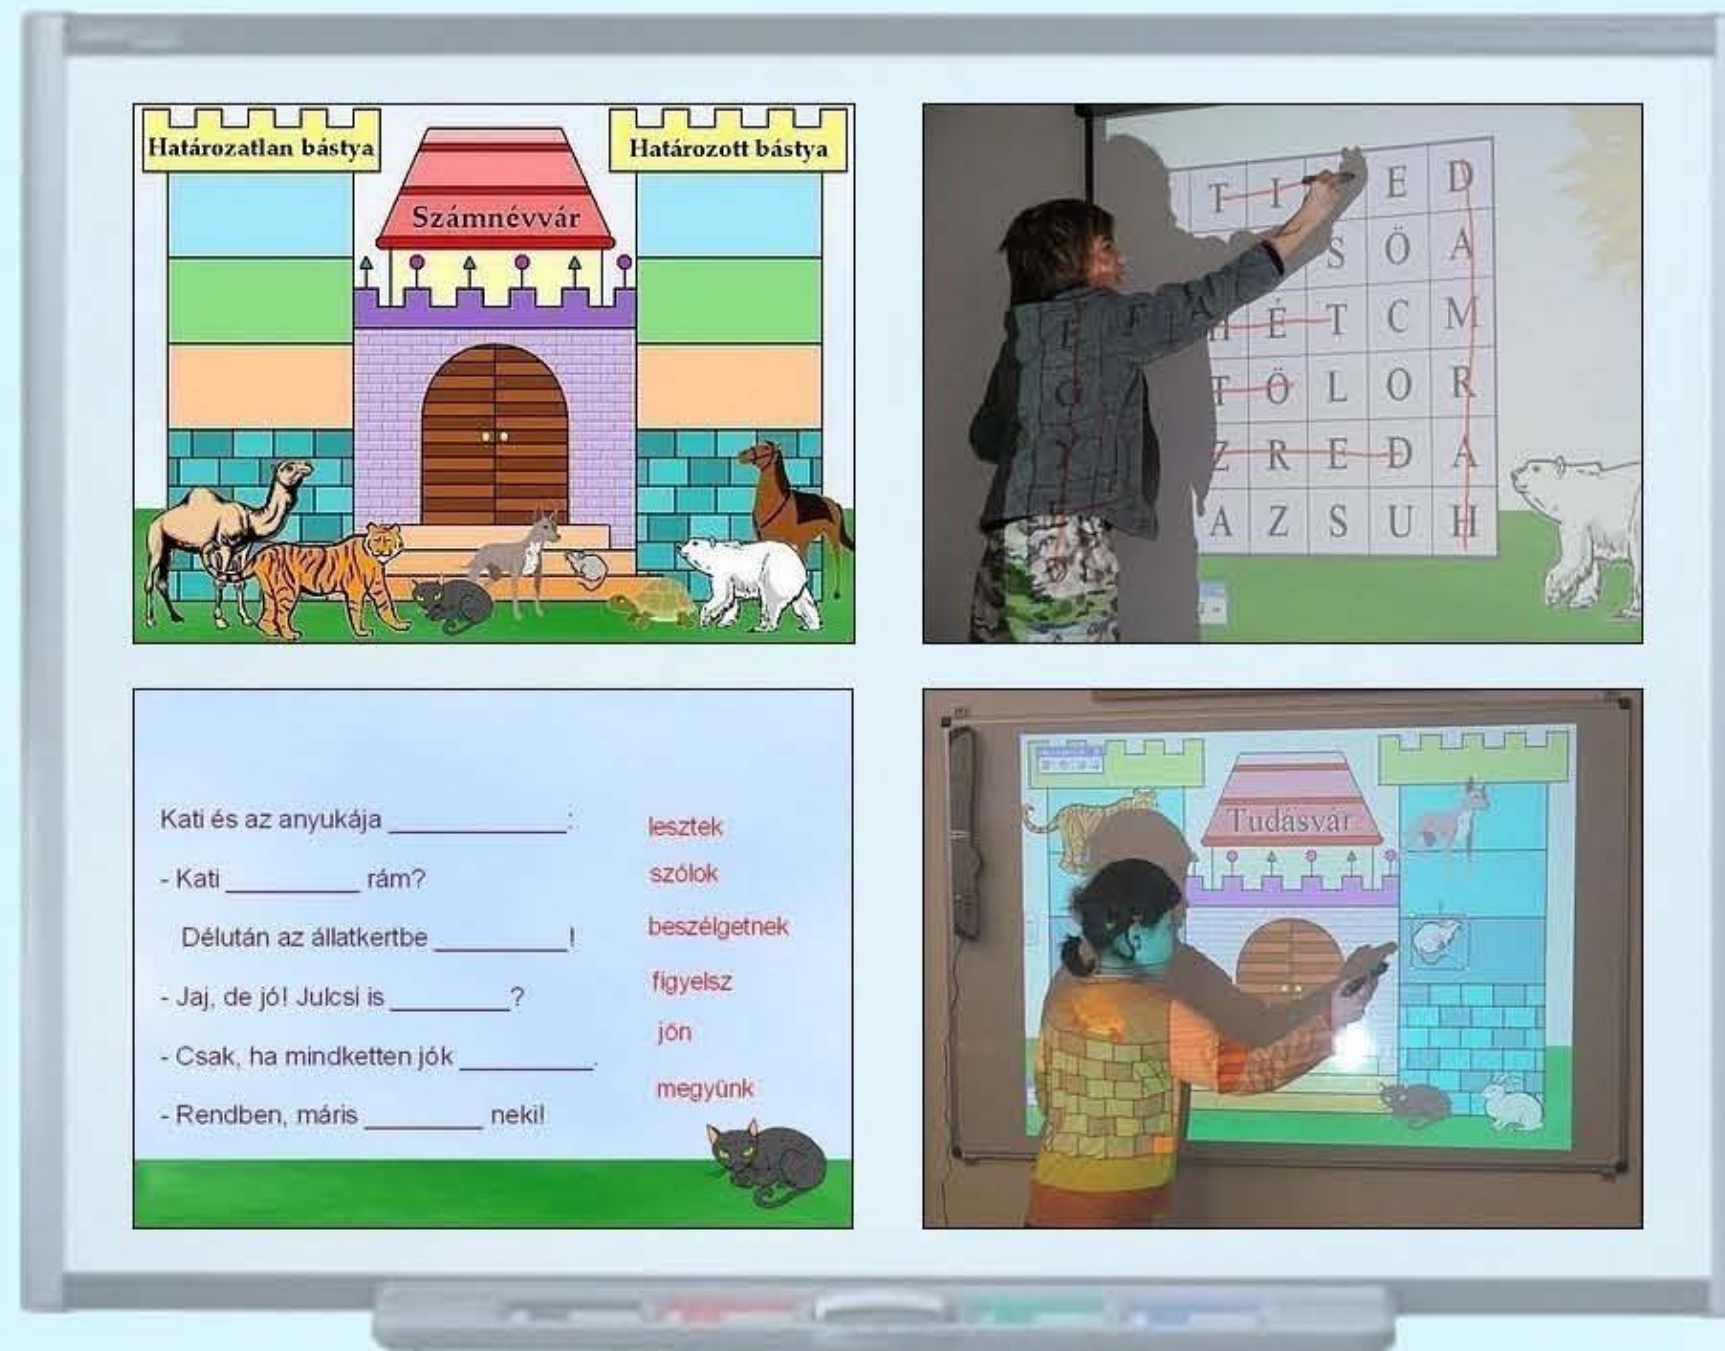 Határozatlan bástya
Határozott bástya
Számnévvár
T I E D
S Ö A
H É T C M
T Ö L O R
Z R E D A
A Z S U H
Kati és az anyukája ____________:
- Kati _________ rám?
Délután az állatkertbe _________!
- Jaj, de jó! Julcsi is ________?
- Csak, ha mindketten jók _________.
- Rendben, máris ________ neki!
lesztek
szólok
beszélgetnek
figyelsz
jön
megyünk
Tudásvár